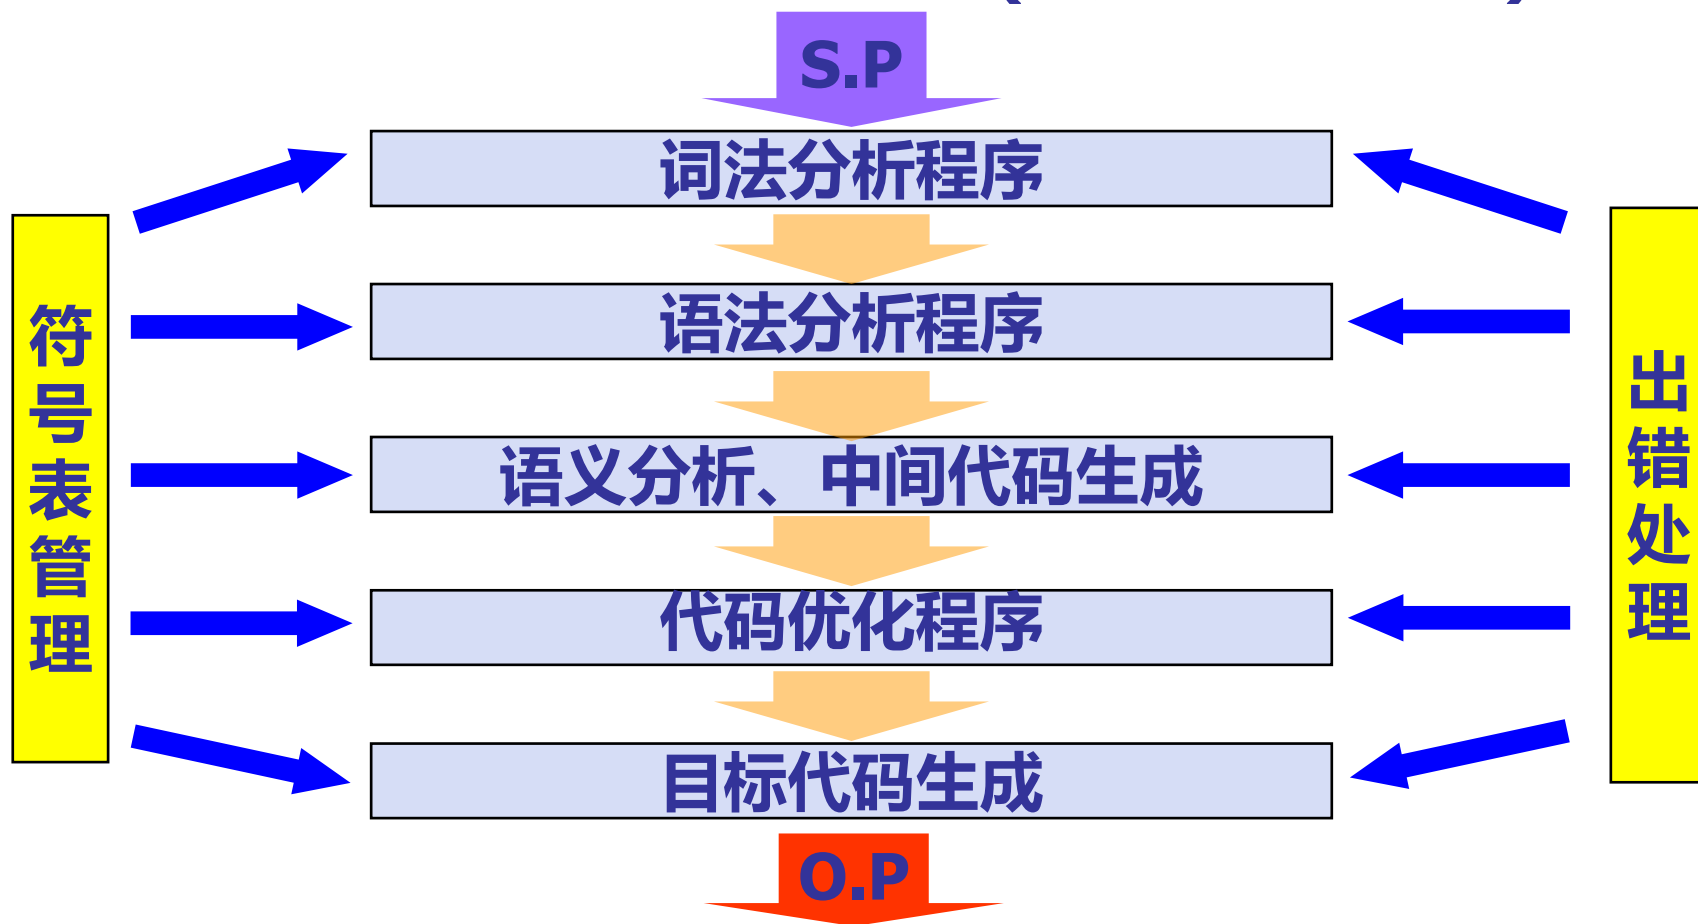 S.P
词法分析程序
语法分析程序
语义分析、中间代码生成
代码优化程序
目标代码生成
O.P
符号表管理
出错处理